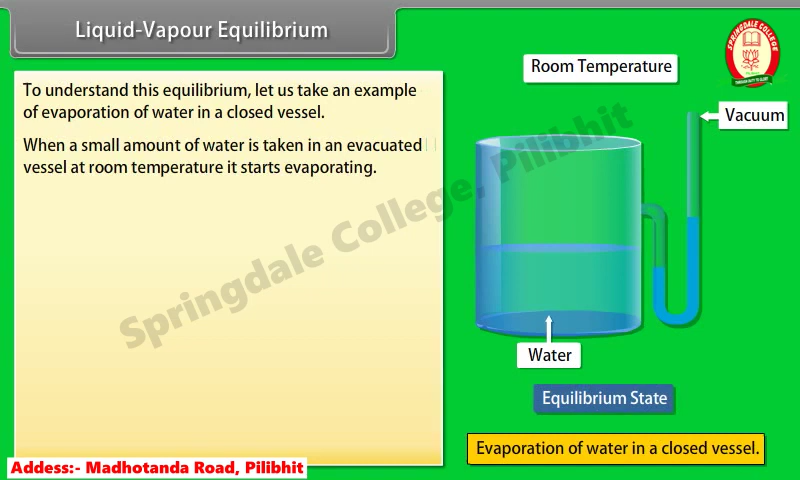 Liquid-Vapour Equilibrium
SPRINGDALE COLLEGE
Room Temperature
To understand this equilibrium, let us take an example
of evaporation of water in a closed vessel.
When a small amount of water is taken in an evacuated
vessel at room temperature it starts evaporating.
Vacuum
Springdale College, Pilibhit
Water
Equilibrium State
Evaporation of water in a closed vessel.
Addess:- Madhotanda Road, Pilibhit